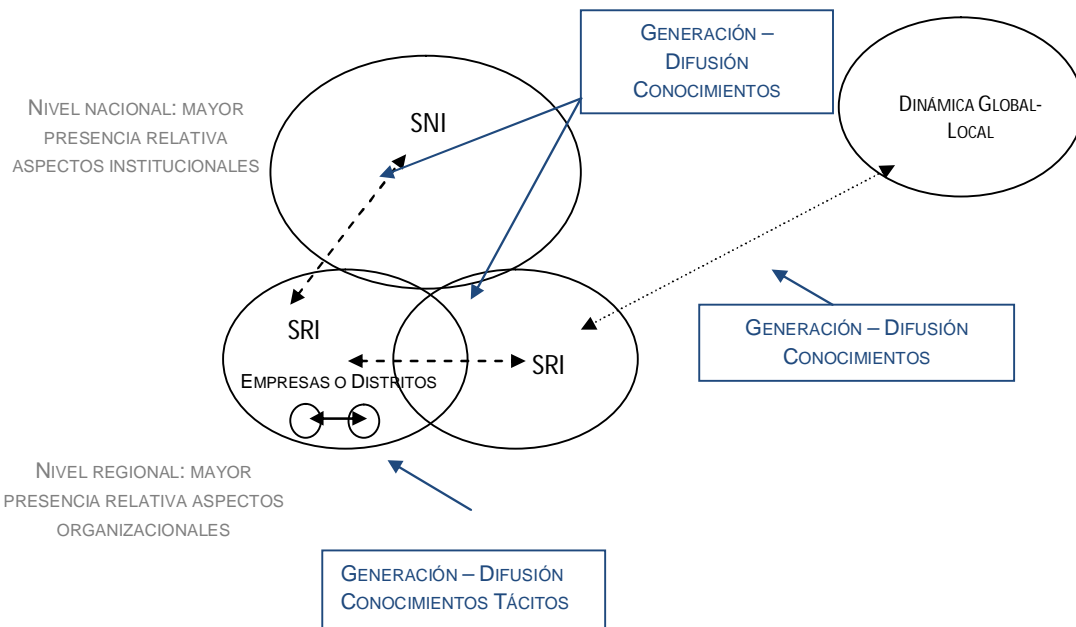 GENERACIÓN –
DIFUSIÓN
CONOCIMIENTOS
NIVEL NACIONAL: MAYOR
PRESENCIA RELATIVA
ASPECTOS INSTITUCIONALES
SNI
DINÁMICA GLOBAL-
LOCAL
SRI
SRI
EMPRESAS O DISTRITOS
GENERACIÓN – DIFUSIÓN
CONOCIMIENTOS
NIVEL REGIONAL: MAYOR
PRESENCIA RELATIVA ASPECTOS
ORGANIZACIONALES
GENERACIÓN – DIFUSIÓN
CONOCIMIENTOS TÁCITOS